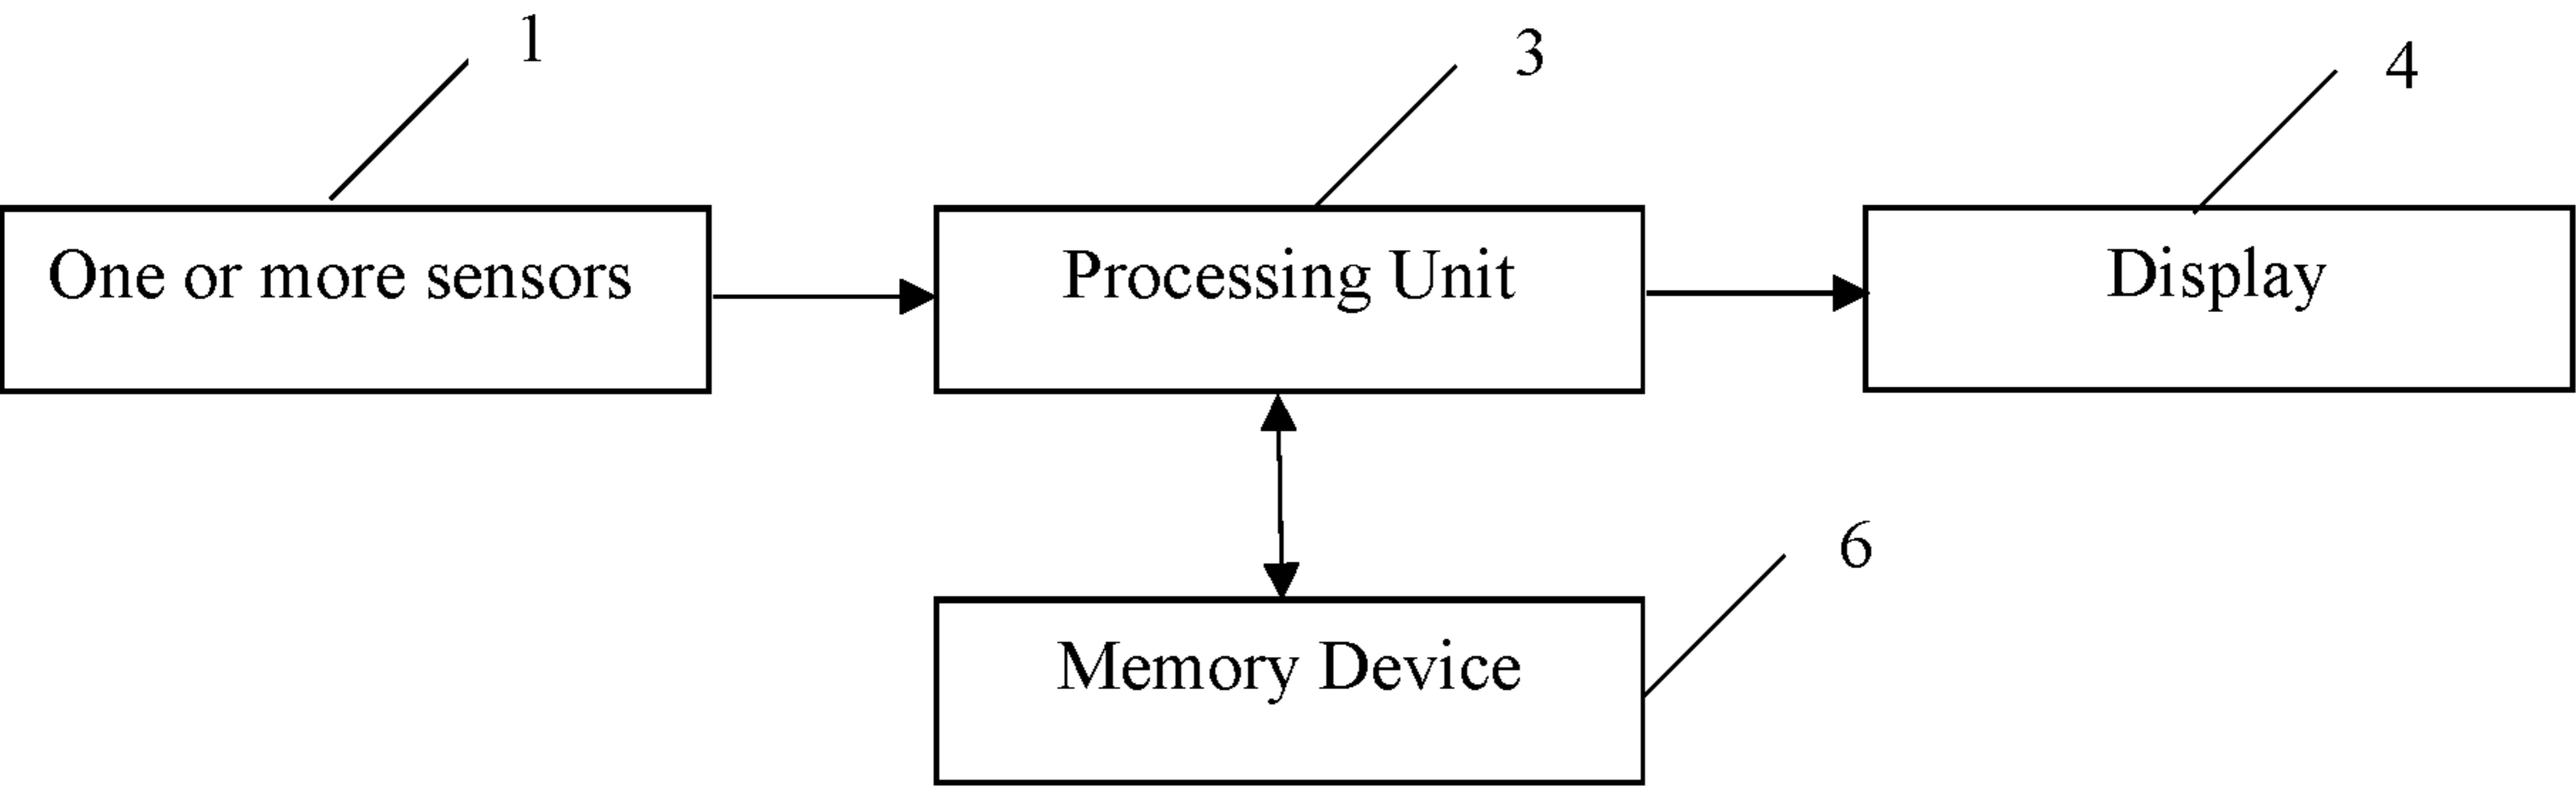 1
3
4
One or more sensors
Processing Unit
Display
6
Memory Device